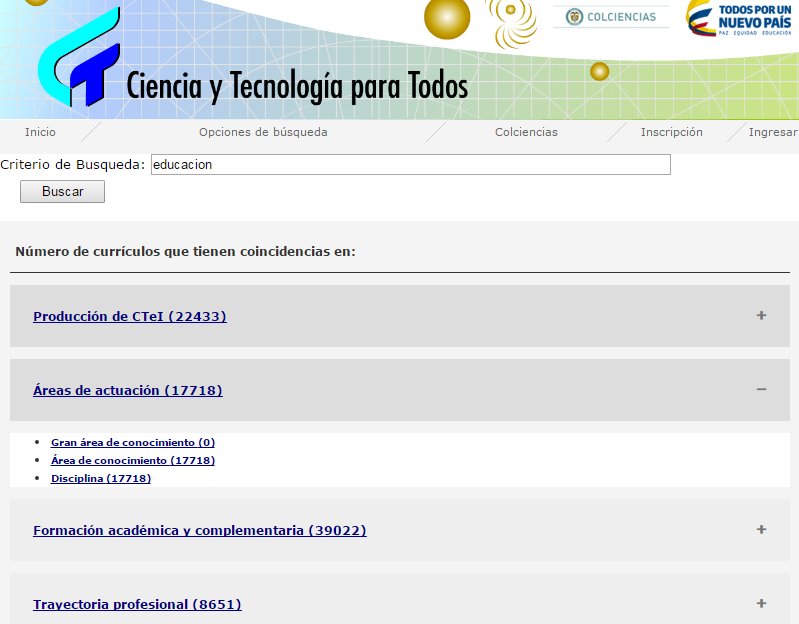 COLCIENCIAS
TODOS POR UN
NUEVO PAÍS
PAZ EQUIDAD EDUCACIÓN
Ciencia y Tecnología para Todos
Inicio Opciones de búsqueda Colciencias Inscripción Ingresar
Criterio de Busqueda: educacion
Buscar
Número de currículos que tienen coincidencias en:
Producción de CTeI (22433) +
Áreas de actuación (17718) −
• Gran área de conocimiento (0)
• Área de conocimiento (17718)
• Disciplina (17718)
Formación académica y complementaria (39022) +
Trayectoria profesional (8651) +